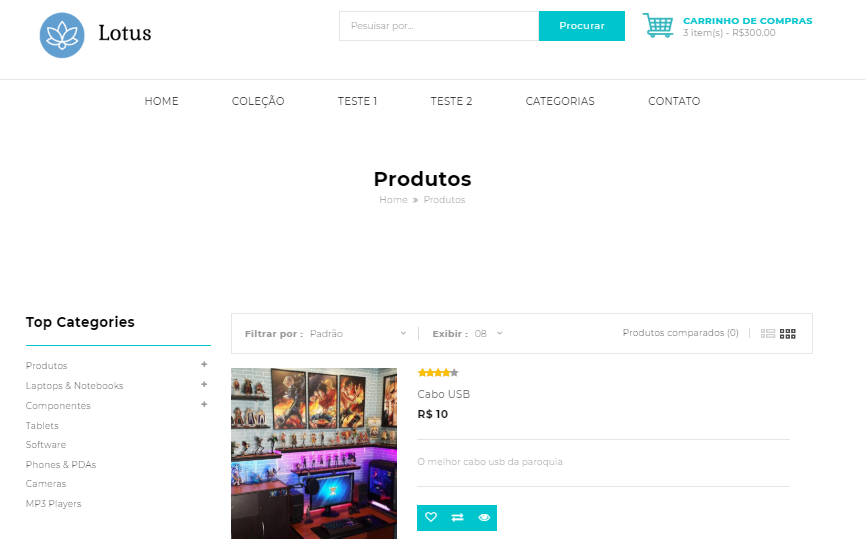 Lotus
Pesuisar por...
Procurar
CARRINHO DE COMPRAS
3 item(s) - R$300.00
HOME
COLEÇÃO
TESTE 1
TESTE 2
CATEGORIAS
CONTATO
Produtos
Home » Produtos
Top Categories
Produtos +
Laptops & Notebooks +
Componentes +
Tablets
Software
Phones & PDAs
Cameras
MP3 Players
Filtrar por : Padrão
Exibir : 08
Produtos comparados (0)
Cabo USB
R$ 10
O melhor cabo usb da paroquia